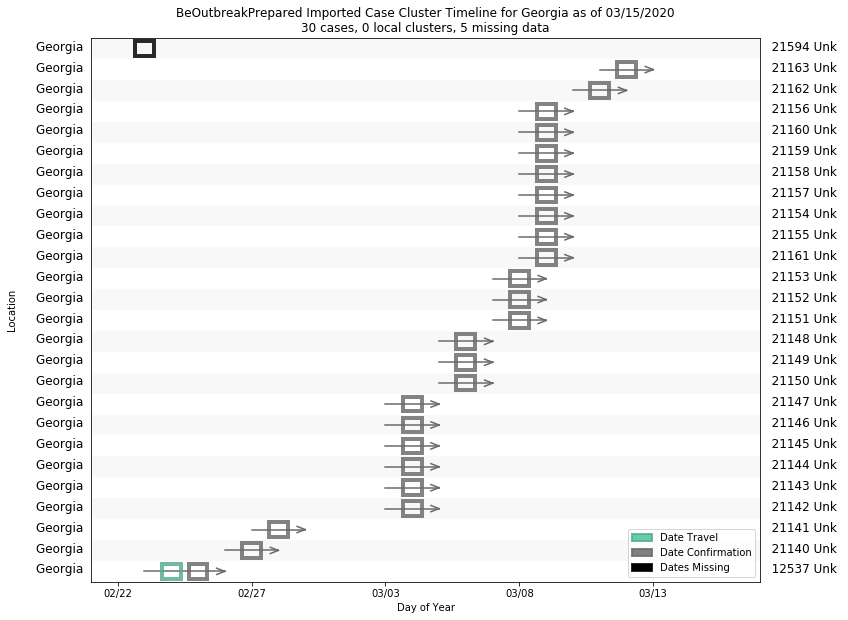 BeOutbreakPrepared Imported Case Cluster Timeline for Georgia as of 03/15/2020
30 cases, 0 local clusters, 5 missing data
Georgia 21594 Unk
Georgia 21163 Unk
Georgia 21162 Unk
Georgia 21156 Unk
Georgia 21160 Unk
Georgia 21159 Unk
Georgia 21158 Unk
Georgia 21157 Unk
Georgia 21154 Unk
Georgia 21155 Unk
Georgia 21161 Unk
Georgia 21153 Unk
Georgia 21152 Unk
Georgia 21151 Unk
Georgia 21148 Unk
Georgia 21149 Unk
Georgia 21150 Unk
Georgia 21147 Unk
Georgia 21146 Unk
Georgia 21145 Unk
Georgia 21144 Unk
Georgia 21143 Unk
Georgia 21142 Unk
Georgia 21141 Unk
Georgia 21140 Unk
Georgia 12537 Unk
Location
Date Travel
Date Confirmation
Dates Missing
02/22 02/27 03/03 03/08 03/13
Day of Year